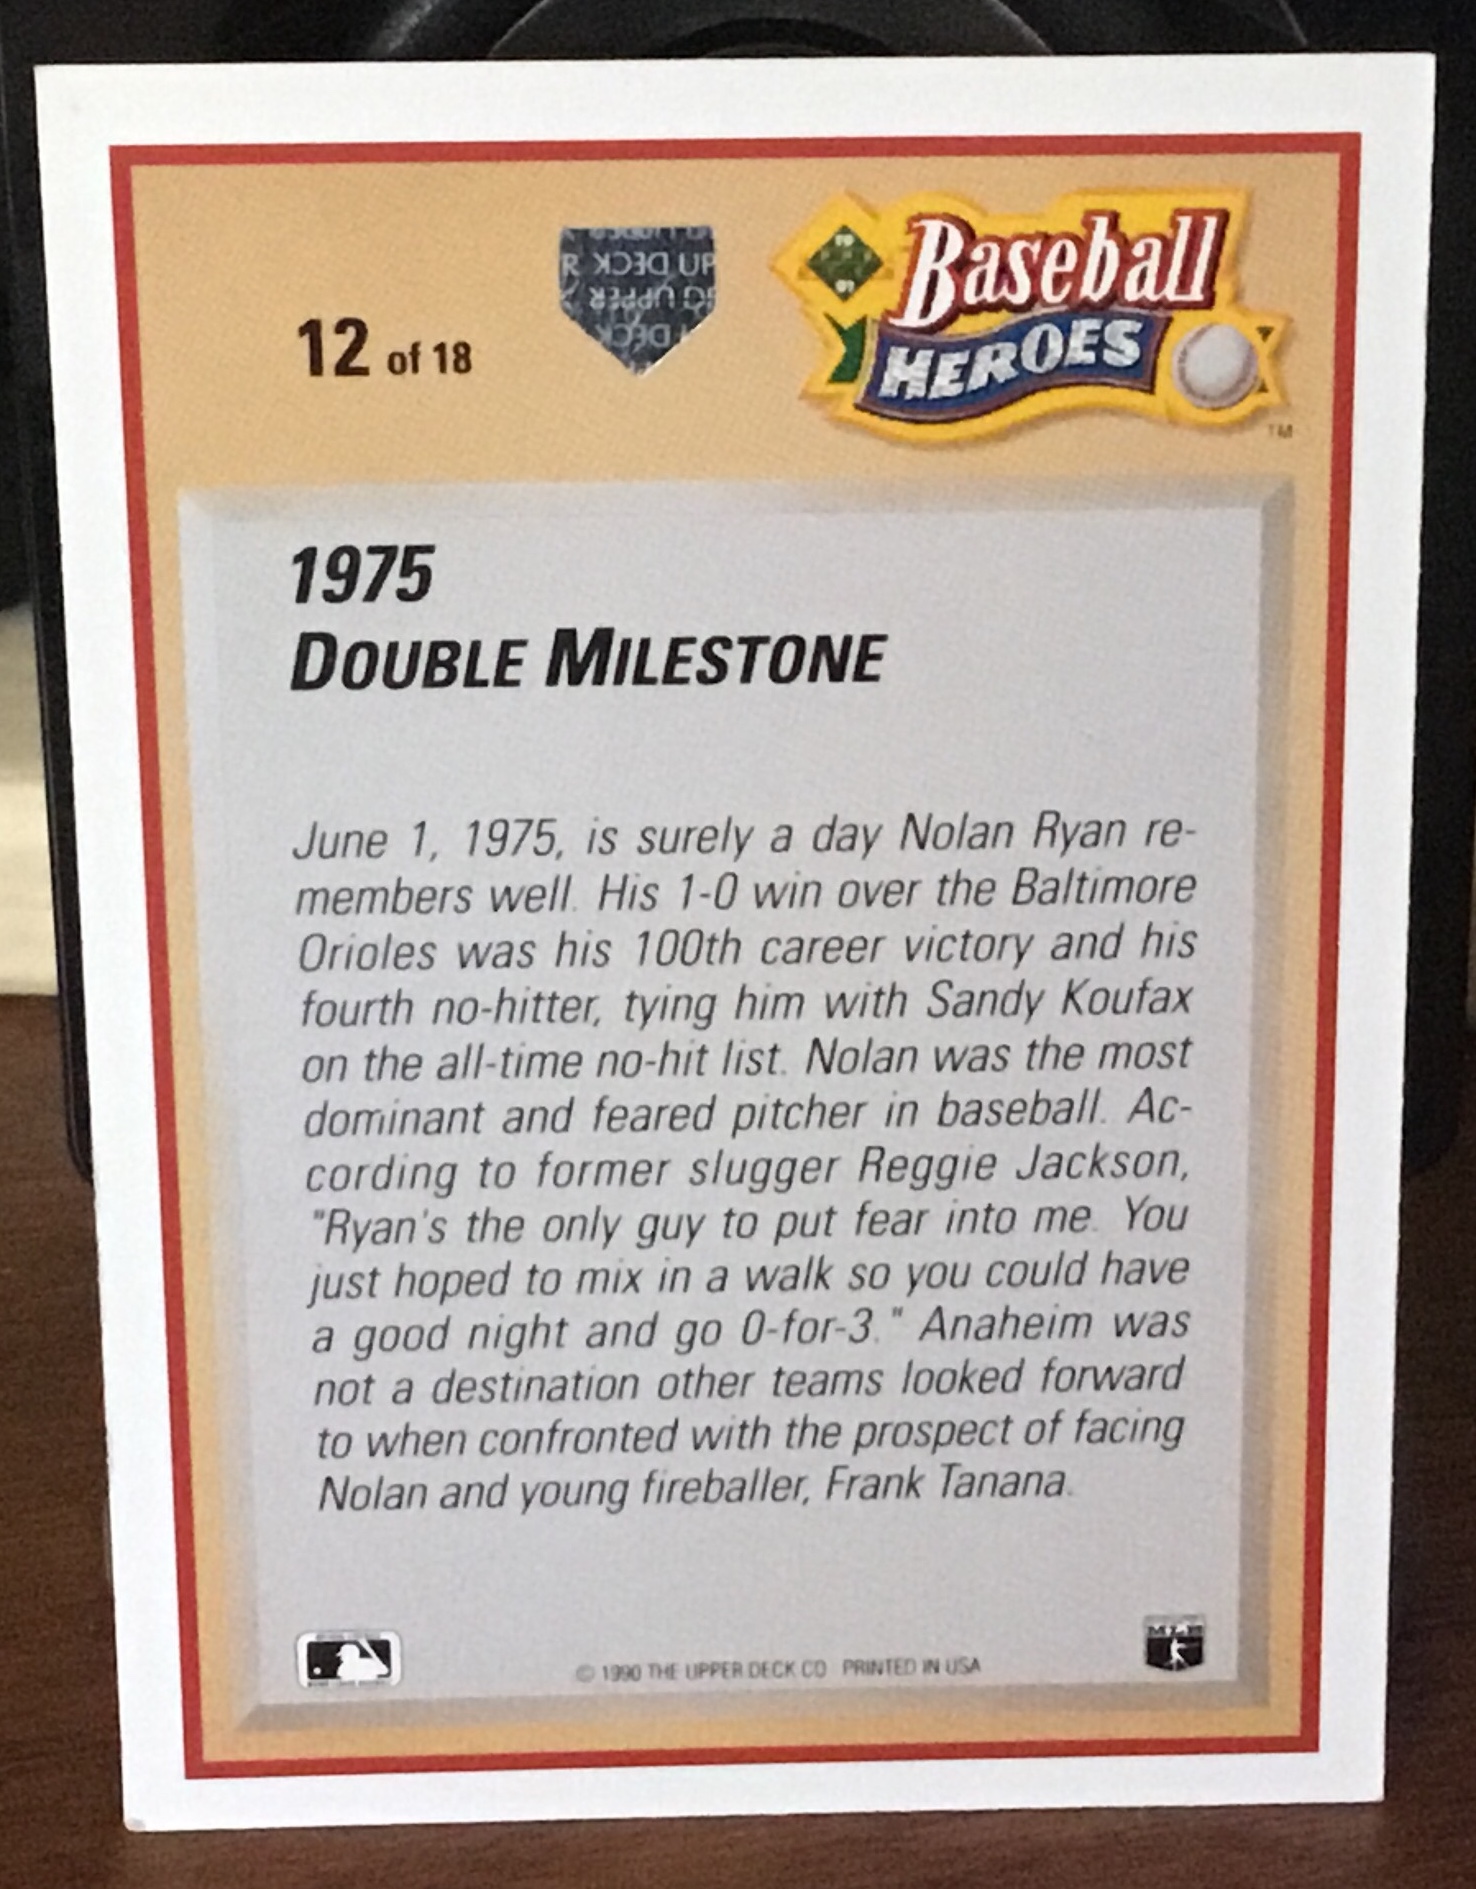 12 of 18
Baseball
HEROES
TM
1975
DOUBLE MILESTONE
June 1, 1975, is surely a day Nolan Ryan re-
members well. His 1-0 win over the Baltimore
Orioles was his 100th career victory and his
fourth no-hitter, tying him with Sandy Koufax
on the all-time no-hit list. Nolan was the most
dominant and feared pitcher in baseball. Ac-
cording to former slugger Reggie Jackson,
"Ryan's the only guy to put fear into me. You
just hoped to mix in a walk so you could have
a good night and go 0-for-3." Anaheim was
not a destination other teams looked forward
to when confronted with the prospect of facing
Nolan and young fireballer, Frank Tanana.
© 1990 THE UPPER DECK CO. PRINTED IN USA